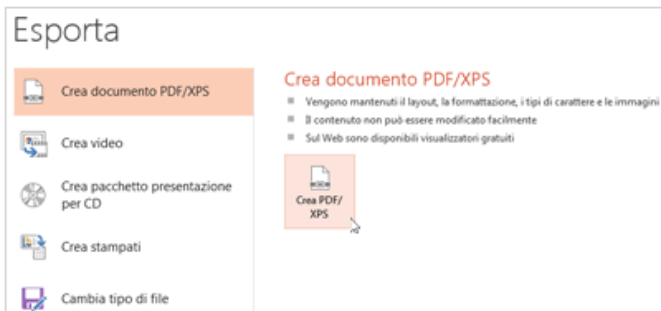 Esporta
Crea documento PDF/XPS
Crea video
Crea pacchetto presentazione
per CD
Crea stampati
Cambia tipo di file
Crea documento PDF/XPS
Vengono mantenuti il layout, la formattazione, i tipi di carattere e le immagini
Il contenuto non può essere modificato facilmente
Sul Web sono disponibili visualizzatori gratuiti
Crea PDF/
XPS